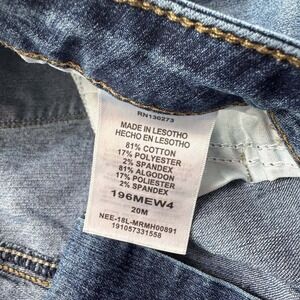 RN130273
MADE IN LESOTHO
HECHO EN LESOTHO
81% COTTON
17% POLYESTER
2% SPANDEX
81% ALGODON
17% POLIESTER
2% SPANDEX
196MEW4
20M
NEE-18L-MRMH00891
191057331558